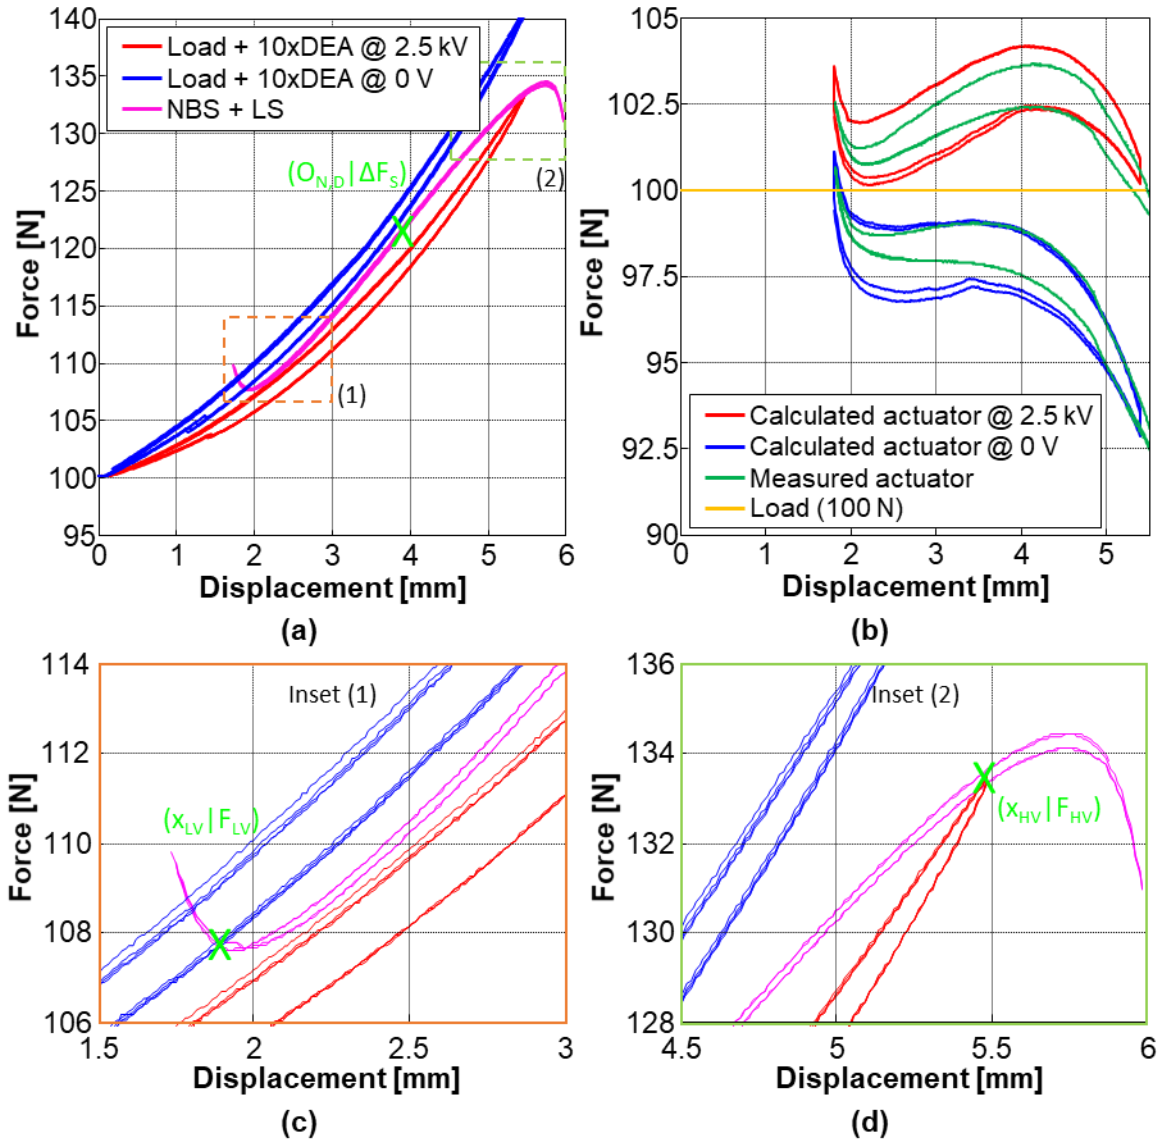 140
135
130
125
120
115
110
105
100
95
Force [N]
Load + 10xDEA @ 2.5 kV
Load + 10xDEA @ 0 V
NBS + LS
(O_N,D|ΔF_S)
(2)
(1)
0 1 2 3 4 5 6
Displacement [mm]
(a)
105
102.5
100
97.5
95
92.5
90
Force [N]
Calculated actuator @ 2.5 kV
Calculated actuator @ 0 V
Measured actuator
Load (100 N)
0 1 2 3 4 5
Displacement [mm]
(b)
114
112
110
108
106
Force [N]
Inset (1)
(x_LV|F_LV)
1.5 2 2.5 3
Displacement [mm]
(c)
136
134
132
130
128
Force [N]
Inset (2)
(x_HV|F_HV)
4.5 5 5.5 6
Displacement [mm]
(d)